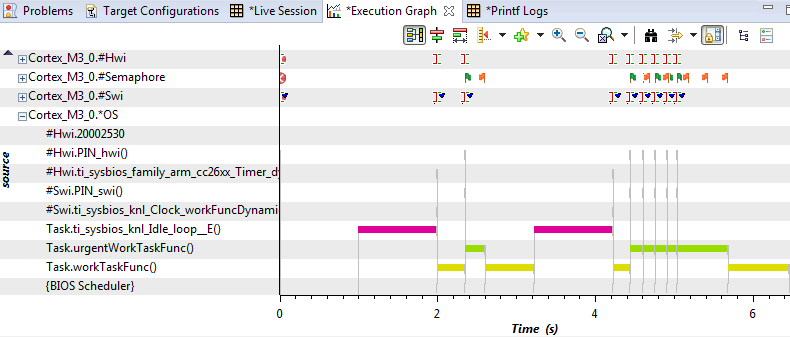 Problems Target Configurations *Live Session *Execution Graph *Printf Logs
Cortex_M3_0.#Hwi
Cortex_M3_0.#Semaphore
Cortex_M3_0.#Swi
Cortex_M3_0.*OS
#Hwi.20002530
#Hwi.PIN_hwi()
#Hwi.ti_sysbios_family_arm_cc26xx_Timer_dy
#Swi.PIN_swi()
#Swi.ti_sysbios_knl_Clock_workFuncDynami
Task.ti_sysbios_knl_Idle_loop__E()
Task.urgentWorkTaskFunc()
Task.workTaskFunc()
{BIOS Scheduler}
source
0 2 4 6
Time (s)